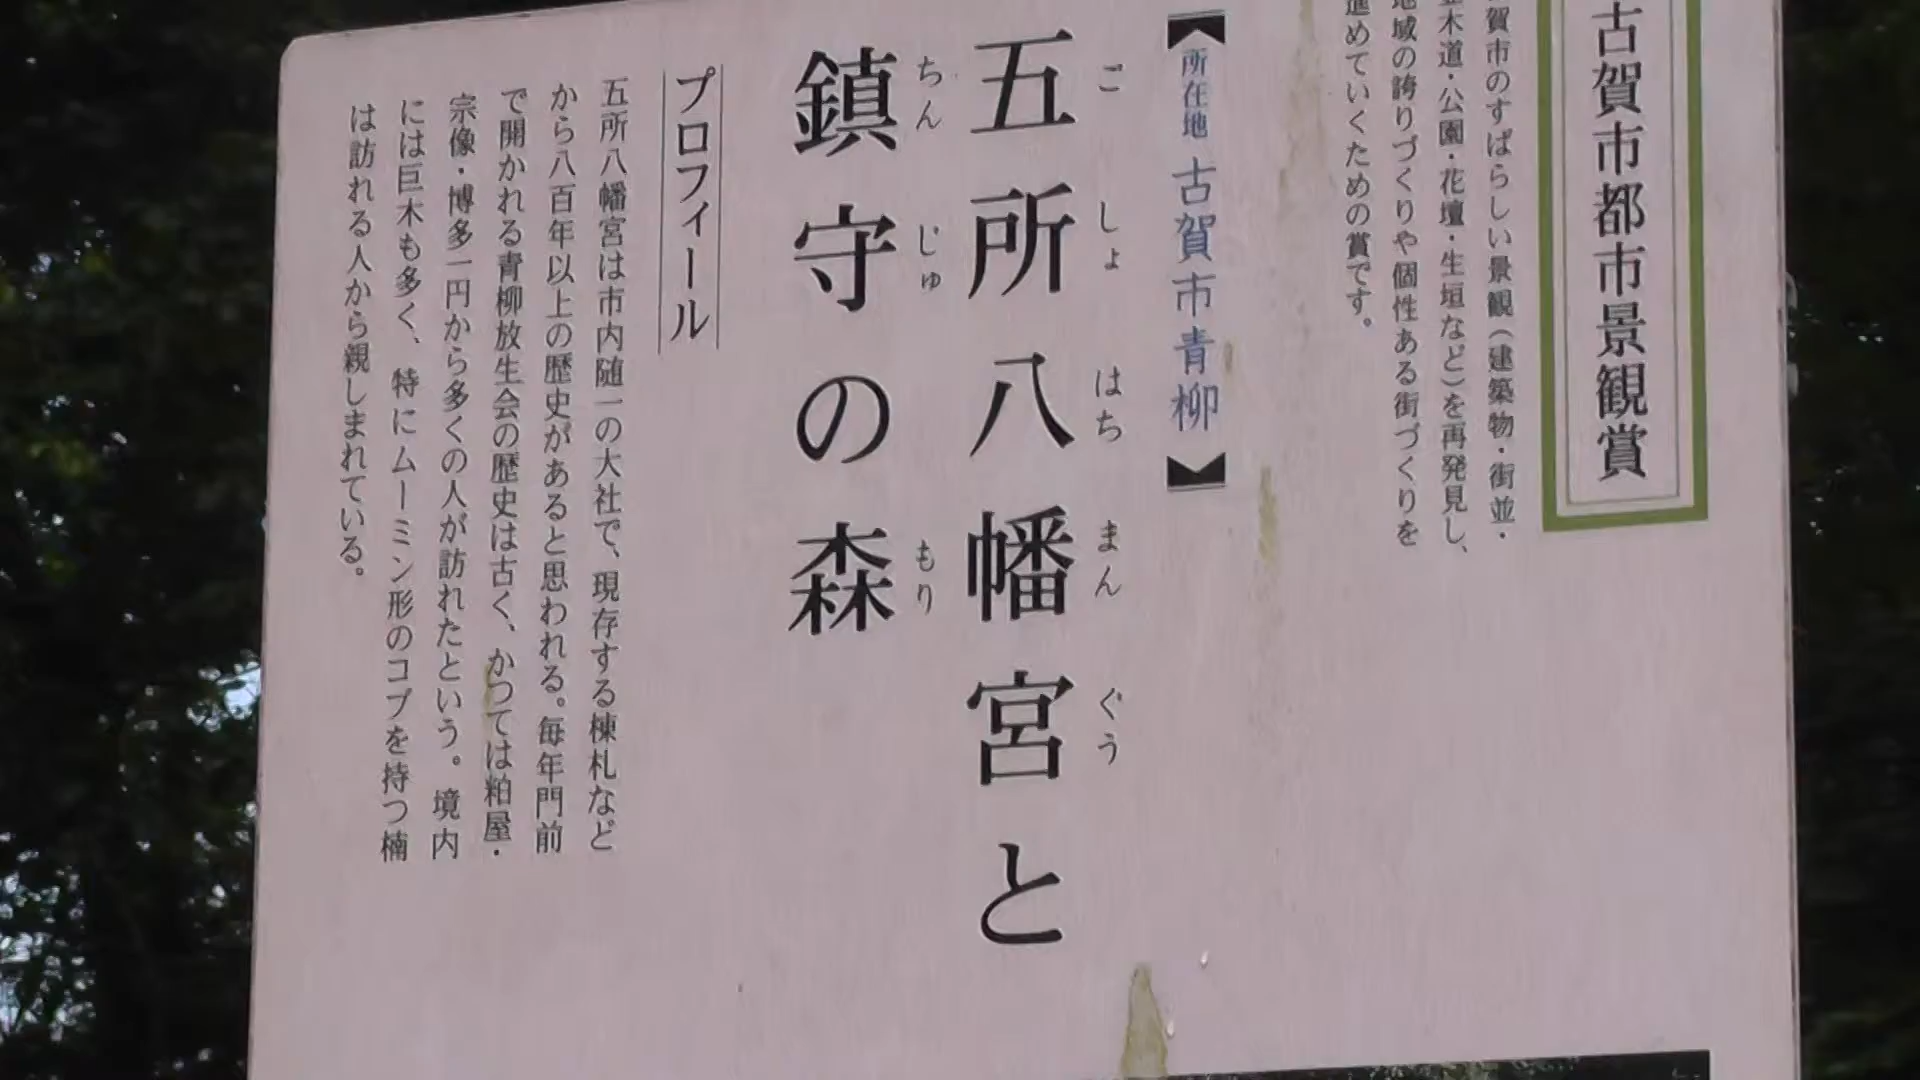 古賀市都市景観賞
賀市のすばらしい景観(建築物・街並・
並木道・公園・花壇・生垣など)を再発見し、
地域の誇りづくりや個性ある街づくりを
進めていくための賞です。
【所在地 古賀市青柳】
ご しょ はち まん ぐう
五所八幡宮と
ちん じゅ もり
鎮守の森
プロフィール
五所八幡宮は市内随一の大社で、現存する棟札など
から八百年以上の歴史があると思われる。毎年門前
で開かれる青柳放生会の歴史は古く、かつては粕屋・
宗像・博多一円から多くの人が訪れたという。境内
には巨木も多く、特にムーミン形のコブを持つ楠
は訪れる人から親しまれている。